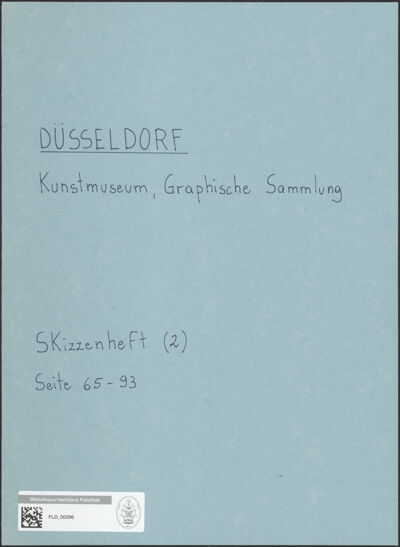 DÜSSELDORF
Kunstmuseum, Graphische Sammlung
Skizzenheft (2)
Seite 65-93
Bibliotheca Hertziana Fotothek
FLD_00296